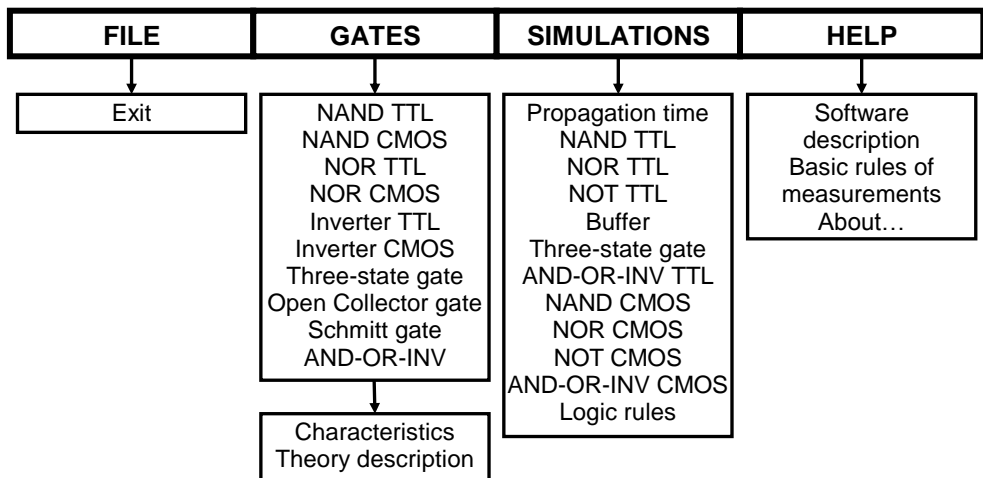 FILE
GATES
SIMULATIONS
HELP
Exit
NAND TTL
NAND CMOS
NOR TTL
NOR CMOS
Inverter TTL
Inverter CMOS
Three-state gate
Open Collector gate
Schmitt gate
AND-OR-INV
Characteristics
Theory description
Propagation time
NAND TTL
NOR TTL
NOT TTL
Buffer
Three-state gate
AND-OR-INV TTL
NAND CMOS
NOR CMOS
NOT CMOS
AND-OR-INV CMOS
Logic rules
Software
description
Basic rules of
measurements
About…